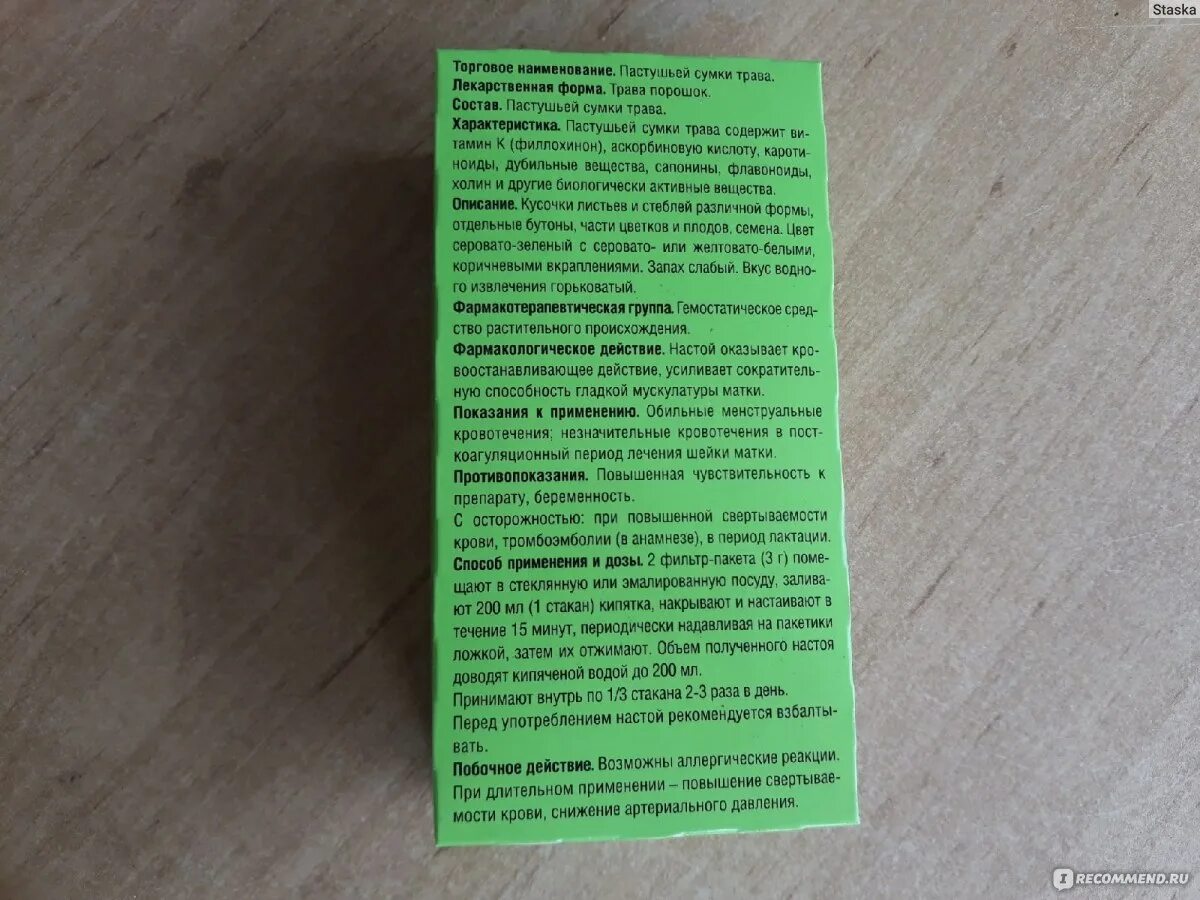 Staska
Торговое наименование. Пастушьей сумки трава.
Лекарственная форма. Трава порошок.
Состав. Пастушьей сумки трава.
Характеристика. Пастушьей сумки трава содержит ви-
тамин К (филлохинон), аскорбиновую кислоту, кароти-
ноиды, дубильные вещества, сапонины, флавоноиды,
холин и другие биологически активные вещества.
Описание. Кусочки листьев и стеблей различной формы,
отдельные бутоны, части цветков и плодов, семена. Цвет
серовато-зеленый с серовато- или желтовато-белыми,
коричневыми вкраплениями. Запах слабый. Вкус водно-
го извлечения горьковатый.
Фармакотерапевтическая группа. Гемостатическое сред-
ство растительного происхождения.
Фармакологическое действие. Настой оказывает кро-
воостанавливающее действие, усиливает сократитель-
ную способность гладкой мускулатуры матки.
Показания к применению. Обильные менструальные
кровотечения; незначительные кровотечения в пост-
коагуляционный период лечения шейки матки.
Противопоказания. Повышенная чувствительность к
препарату, беременность.
С осторожностью: при повышенной свертываемости
крови, тромбоэмболии (в анамнезе), в период лактации.
Способ применения и дозы. 2 фильтр-пакета (3 г) поме-
щают в стеклянную или эмалированную посуду, залива-
ют 200 мл (1 стакан) кипятка, накрывают и настаивают в
течение 15 минут, периодически надавливая на пакетики
ложкой, затем их отжимают. Объем полученного настоя
доводят кипяченой водой до 200 мл.
Принимают внутрь по 1/3 стакана 2-3 раза в день.
Перед употреблением настой рекомендуется взбалты-
вать.
Побочное действие. Возможны аллергические реакции.
При длительном применении – повышение свертывае-
мости крови, снижение артериального давления.
I RECOMMEND.RU